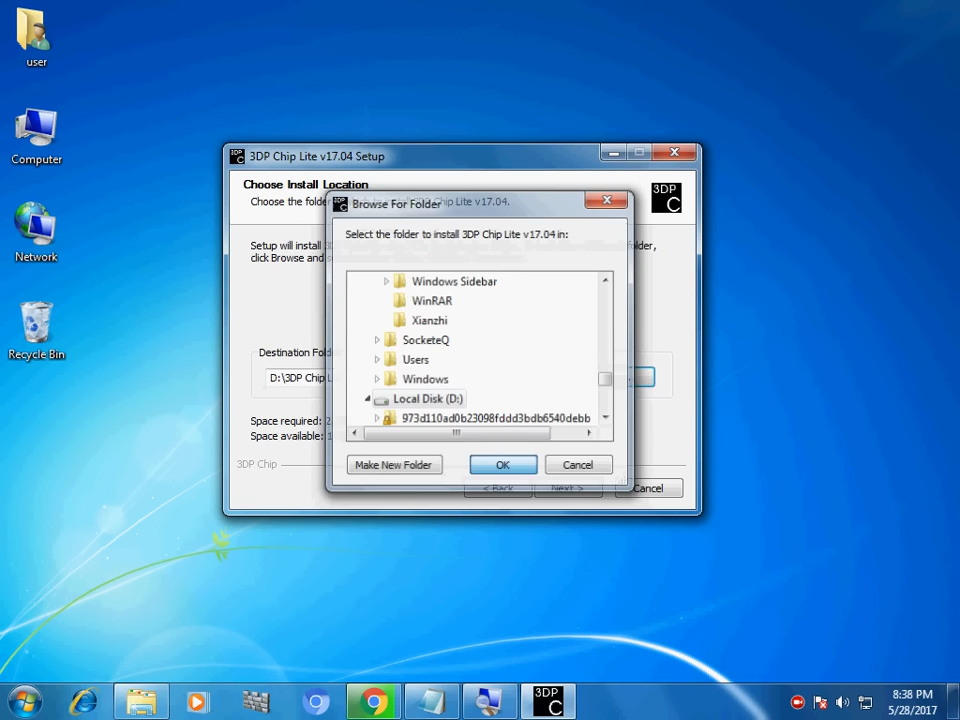 user
Computer
Network
Recycle Bin
3DP Chip Lite v17.04 Setup
Choose Install Location
Choose the folder
Chip Lite v17.04.
3DP
C
Browse For Folder
Select the folder to install 3DP Chip Lite v17.04 in:
Setup will install
folder,
click Browse and
Windows Sidebar
WinRAR
Xianzhi
SocketeQ
Users
Windows
Local Disk (D:)
973d110ad0b23098fddd3bdb6540debb
Destination Folde
D:\3DP Chip L
Space required: 2
Space available: 1
3DP Chip
Make New Folder
OK
Cancel
< Back
Next >
Cancel
3DP
C
8:38 PM
5/28/2017